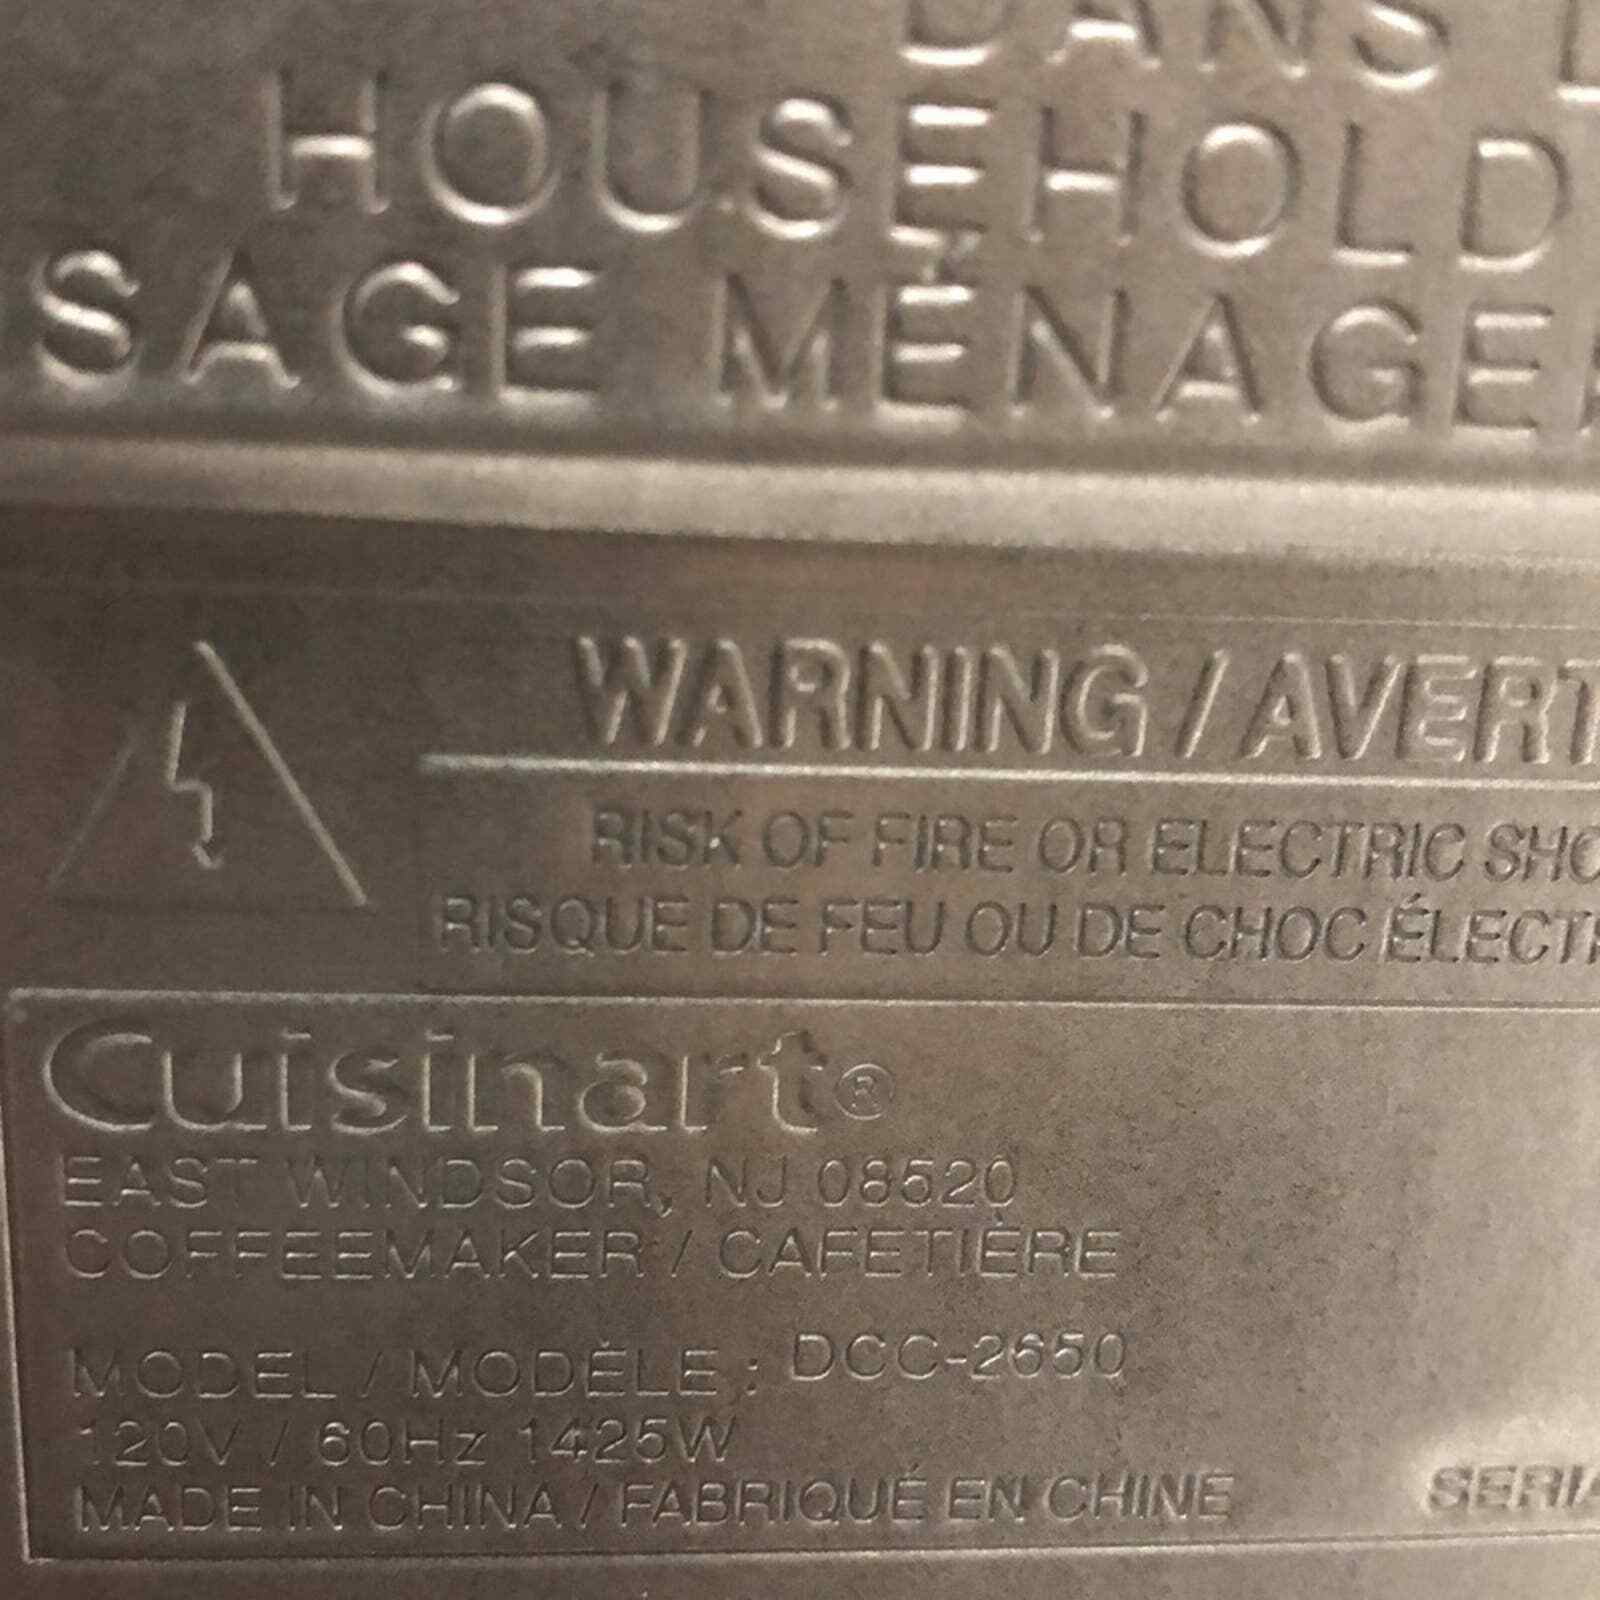 DANS
HOUSEHOLD
SAGE MÉNAGE
WARNING / AVERT
RISK OF FIRE OR ELECTRIC SHO
RISQUE DE FEU OU DE CHOC ÉLECT
Cuisinart®
EAST WINDSOR, NJ 08520
COFFEEMAKER / CAFETIÈRE
MODEL / MODÈLE : DCC-2650
120V / 60Hz 1425W
MADE IN CHINA / FABRIQUÉ EN CHINE
SERIA